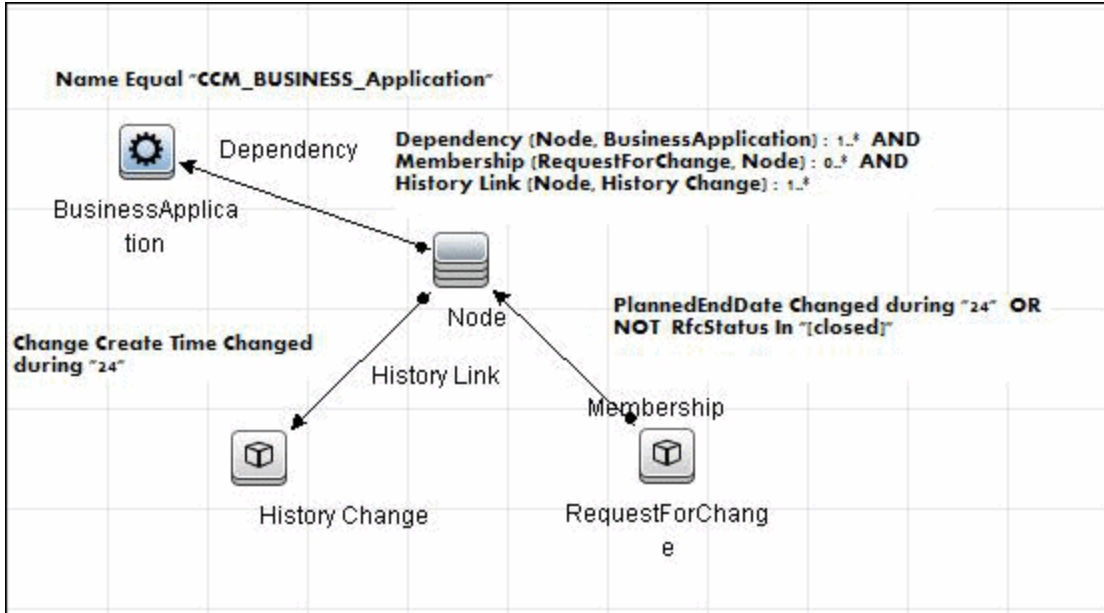 Name Equal "CCM_BUSINESS_Application"
Dependency
Dependency (Node, BusinessApplication) : 1..* AND
Membership (RequestForChange, Node) : 0..* AND
History Link (Node, History Change) : 1..*
BusinessApplica
tion
Node
PlannedEndDate Changed during "24" OR
NOT RfcStatus In "[closed]"
Change Create Time Changed
during "24"
History Link
Membership
History Change
RequestForChang
e